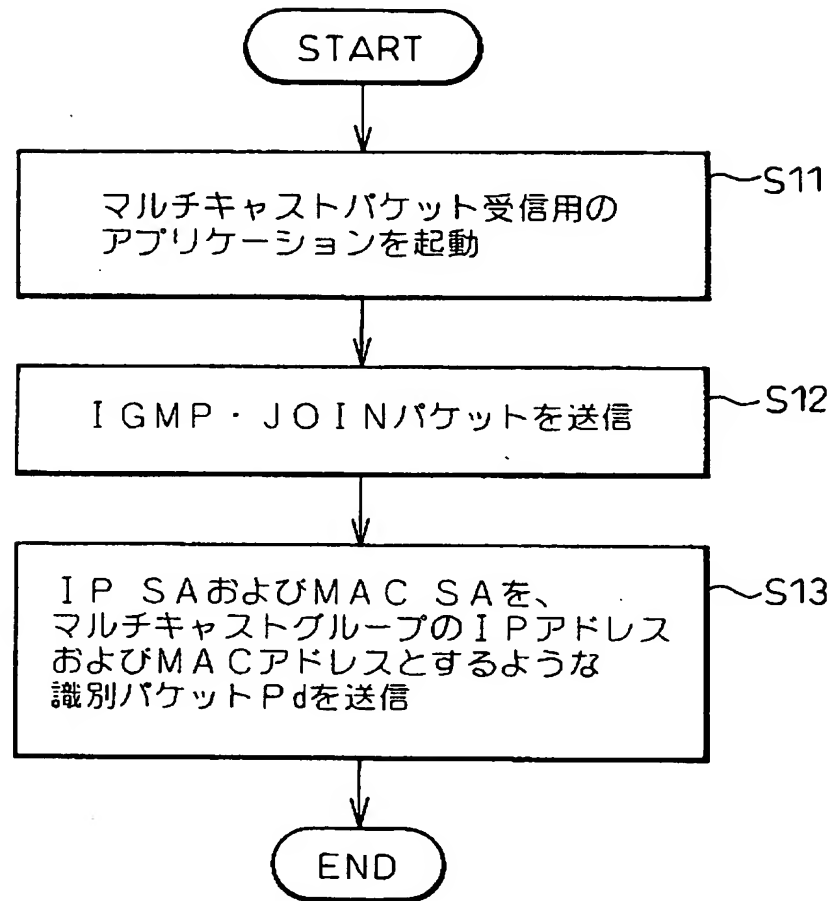 START
マルチキャストパケット受信用の
アプリケーションを起動
S11
IGMP・JOINパケットを送信
S12
IP SAおよびMAC SAを、
マルチキャストグループのIPアドレス
およびMACアドレスとするような
識別パケットPdを送信
S13
END